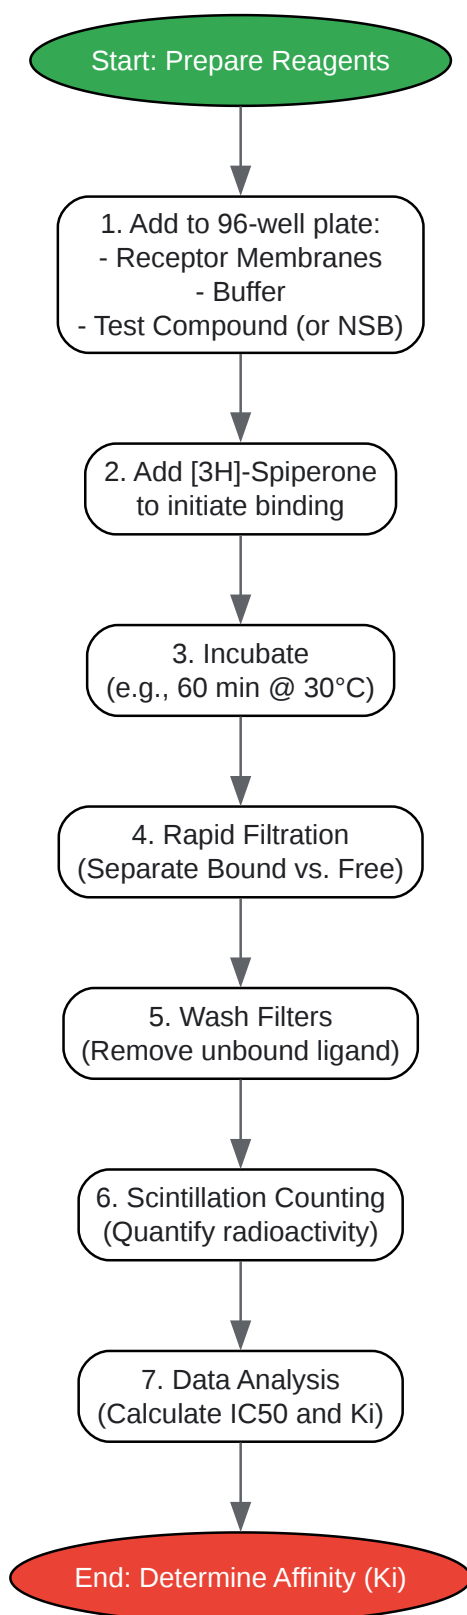 Start: Prepare Reagents
1. Add to 96-well plate:
- Receptor Membranes
- Buffer
- Test Compound (or NSB)
2. Add [3H]-Spiperone
to initiate binding
3. Incubate
(e.g., 60 min @ 30°C)
4. Rapid Filtration
(Separate Bound vs. Free)
5. Wash Filters
(Remove unbound ligand)
6. Scintillation Counting
(Quantify radioactivity)
7. Data Analysis
(Calculate IC50 and Ki)
End: Determine Affinity (Ki)